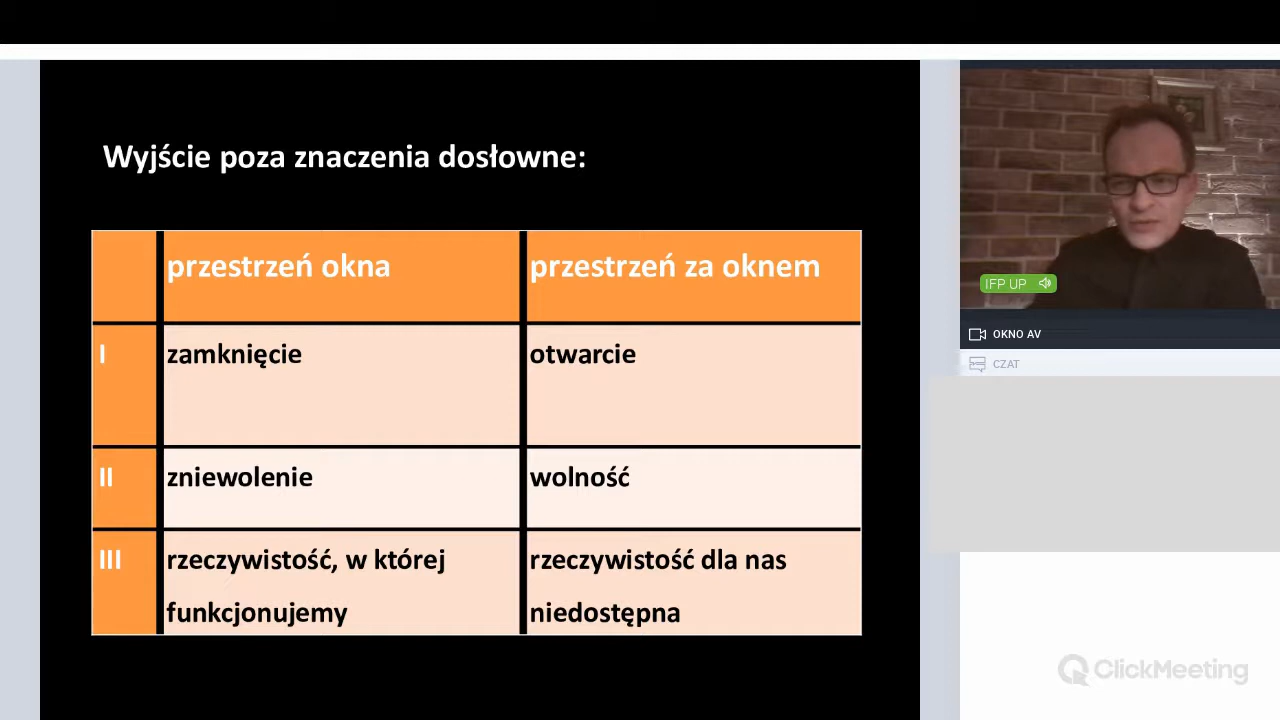 Wyjście poza znaczenia dosłowne:
przestrzeń okna
przestrzeń za oknem
I
zamknięcie
otwarcie
II
zniewolenie
wolność
III
rzeczywistość, w której
funkcjonujemy
rzeczywistość dla nas
niedostępna
IFP UP
OKNO AV
CZAT
ClickMeeting